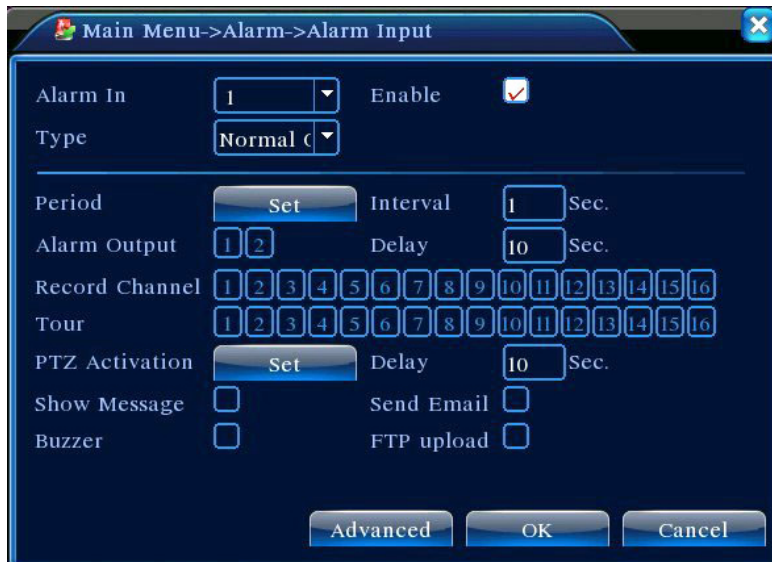 Main Menu->Alarm->Alarm Input
Alarm In 1 Enable
Type Normal
Period Set Interval 1 Sec.
Alarm Output 1 2 Delay 10 Sec.
Record Channel 1 2 3 4 5 6 7 8 9 10 11 12 13 14 15 16
Tour 1 2 3 4 5 6 7 8 9 10 11 12 13 14 15 16
PTZ Activation Set Delay 10 Sec.
Show Message Send Email
Buzzer FTP upload
Advanced OK Cancel